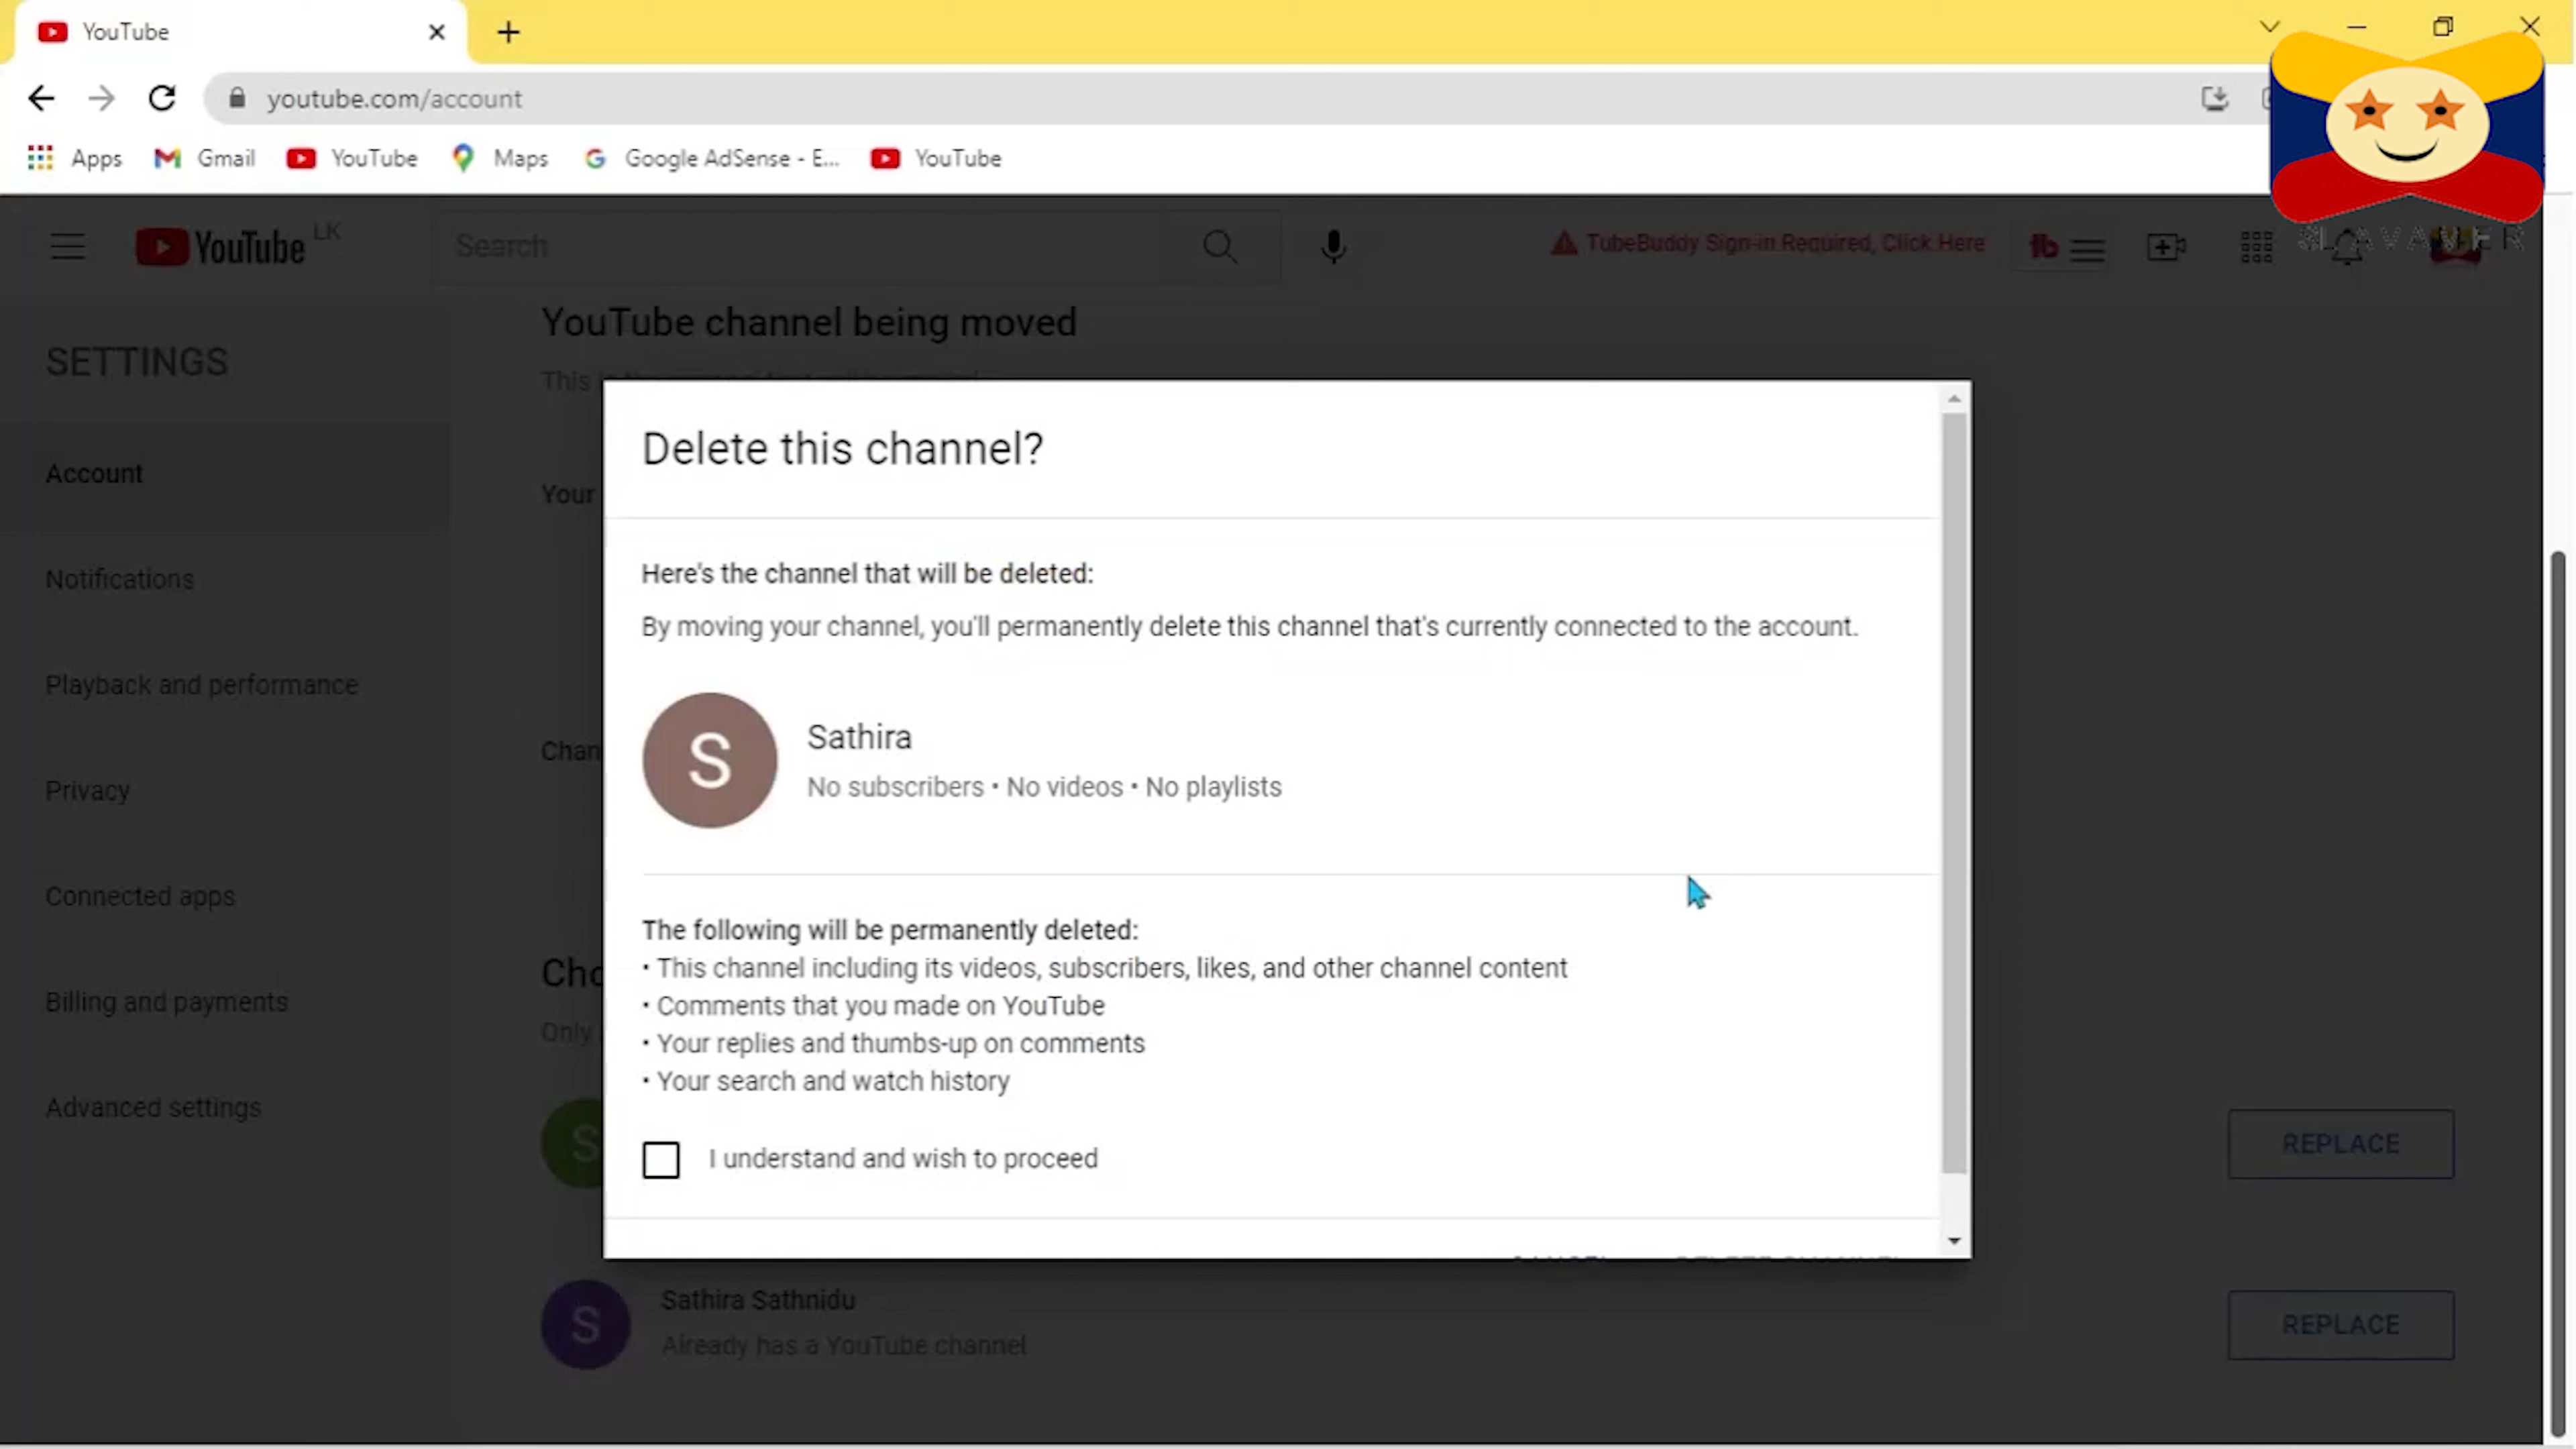 YouTube
youtube.com/account
Apps Gmail YouTube Maps Google AdSense - E... YouTube
YouTube LK
Search
TubeBuddy Sign-in Required, Click Here
tb
SETTINGS
Account
Notifications
Playback and performance
Privacy
Connected apps
Billing and payments
Advanced settings
YouTube channel being moved
This
Your
Chan
Cho
Only
Delete this channel?
Here's the channel that will be deleted:
By moving your channel, you'll permanently delete this channel that's currently connected to the account.
S
Sathira
No subscribers • No videos • No playlists
The following will be permanently deleted:
• This channel including its videos, subscribers, likes, and other channel content
• Comments that you made on YouTube
• Your replies and thumbs-up on comments
• Your search and watch history
I understand and wish to proceed
S
REPLACE
S
Sathira Sathnidu
Already has a YouTube channel
REPLACE